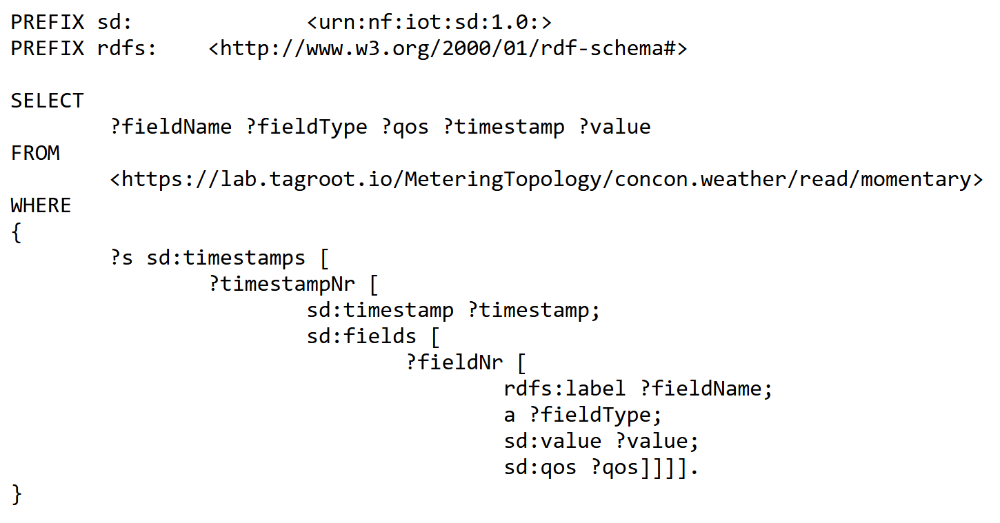 PREFIX sd: <urn:nf:iot:sd:1.0:>
PREFIX rdfs: <http://www.w3.org/2000/01/rdf-schema#>
SELECT
?fieldName ?fieldType ?qos ?timestamp ?value
FROM
<https://lab.tagroot.io/MeteringTopology/concon.weather/read/momentary>
WHERE
{
?s sd:timestamps [
?timestampNr [
sd:timestamp ?timestamp;
sd:fields [
?fieldNr [
rdfs:label ?fieldName;
a ?fieldType;
sd:value ?value;
sd:qos ?qos]]]].
}